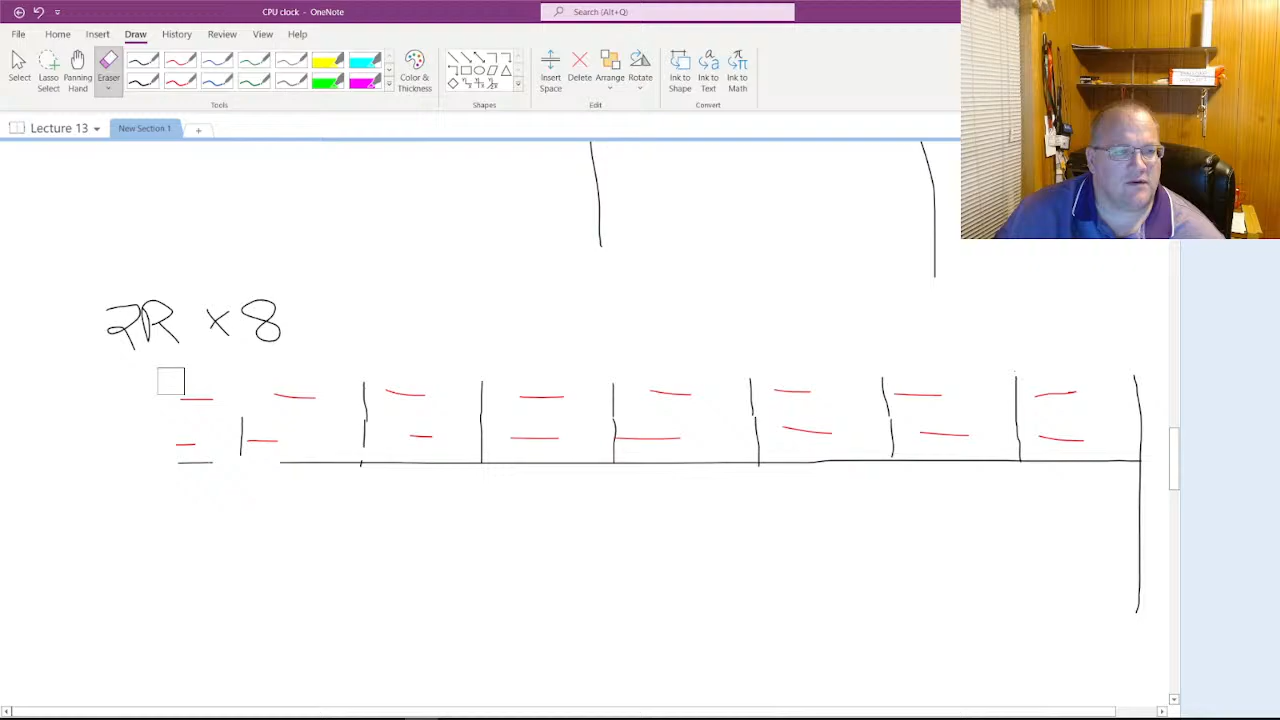 CPU clock - OneNote
Search (Alt+Q)
File Home Insert Draw History Review View Help
Select Lasso Select Panning Hand Eraser
Color & Thickness
Shapes
Insert Space Delete Arrange Rotate
Ink to Shape Ink to Text Ink to Math
Tools Shapes Edit Convert
Lecture 13 New Section 1 +
2R × 8